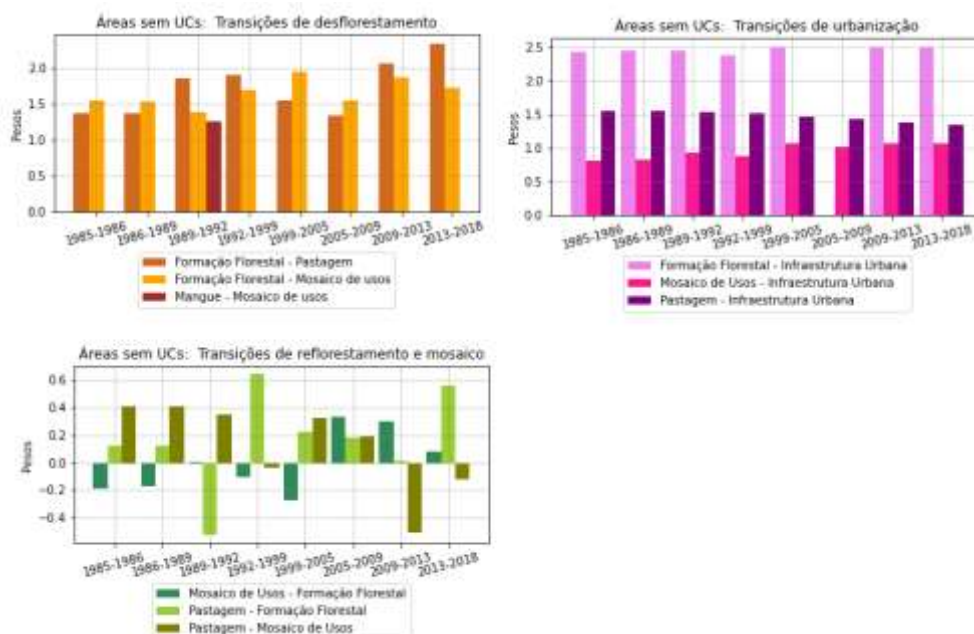 Áreas sem UCs: Transições de desflorestamento
Pesos
2.0
1.5
1.0
0.5
0.0
1985-1986
1986-1989
1989-1992
1992-1999
1999-2005
2005-2009
2009-2013
2013-2018
Formação Florestal - Pastagem
Formação Florestal - Mosaico de usos
Mangue - Mosaico de usos
Áreas sem UCs: Transições de urbanização
Pesos
2.5
2.0
1.5
1.0
0.5
0.0
1985-1986
1986-1989
1989-1992
1992-1999
1999-2005
2005-2009
2009-2013
2013-2018
Formação Florestal - Infraestrutura Urbana
Mosaico de Usos - Infraestrutura Urbana
Pastagem - Infraestrutura Urbana
Áreas sem UCs: Transições de reflorestamento e mosaico
Pesos
0.6
0.4
0.2
0.0
−0.2
−0.4
1985-1986
1986-1989
1989-1992
1992-1999
1999-2005
2005-2009
2009-2013
2013-2018
Mosaico de Usos - Formação Florestal
Pastagem - Formação Florestal
Pastagem - Mosaico de Usos